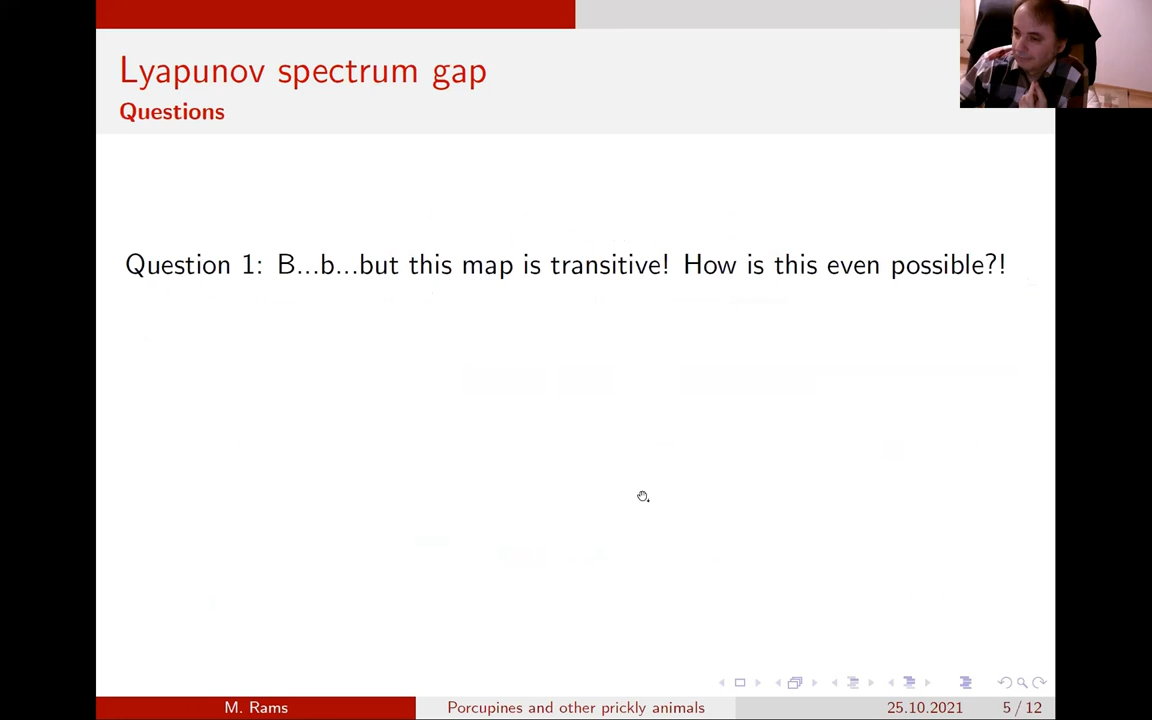 Lyapunov spectrum gap
Questions
Question 1: B...b...but this map is transitive! How is this even possible?!
M. Rams
Porcupines and other prickly animals
25.10.2021
5 / 12